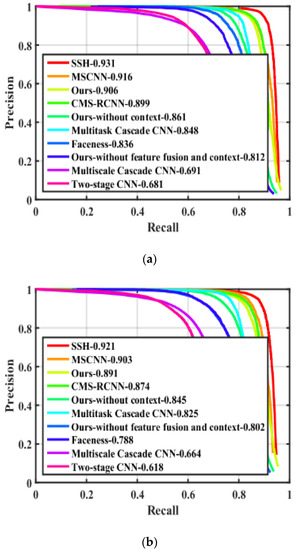 1
0.8
0.6
0.4
0.2
0
Precision
SSH-0.931
MSCNN-0.916
Ours-0.906
CMS-RCNN-0.899
Ours-without context-0.861
Multitask Cascade CNN-0.848
Faceness-0.836
Ours-without feature fusion and context-0.812
Multiscale Cascade CNN-0.691
Two-stage CNN-0.681
0 0.2 0.4 0.6 0.8 1
Recall
(a)
1
0.8
0.6
0.4
0.2
0
Precision
SSH-0.921
MSCNN-0.903
Ours-0.891
CMS-RCNN-0.874
Ours-without context-0.845
Multitask Cascade CNN-0.825
Ours-without feature fusion and context-0.802
Faceness-0.788
Multiscale Cascade CNN-0.664
Two-stage CNN-0.618
0 0.2 0.4 0.6 0.8 1
Recall
(b)